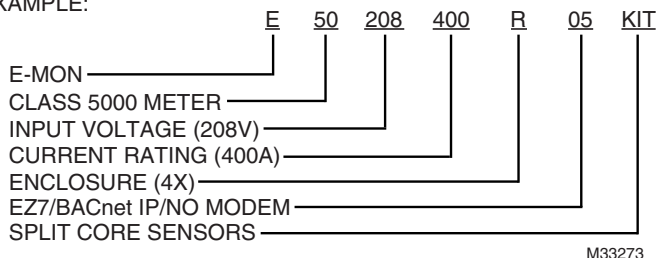 XAMPLE:
E 50 208 400 R 05 KIT
E-MON
CLASS 5000 METER
INPUT VOLTAGE (208V)
CURRENT RATING (400A)
ENCLOSURE (4X)
EZ7/BACnet IP/NO MODEM
SPLIT CORE SENSORS
M33273